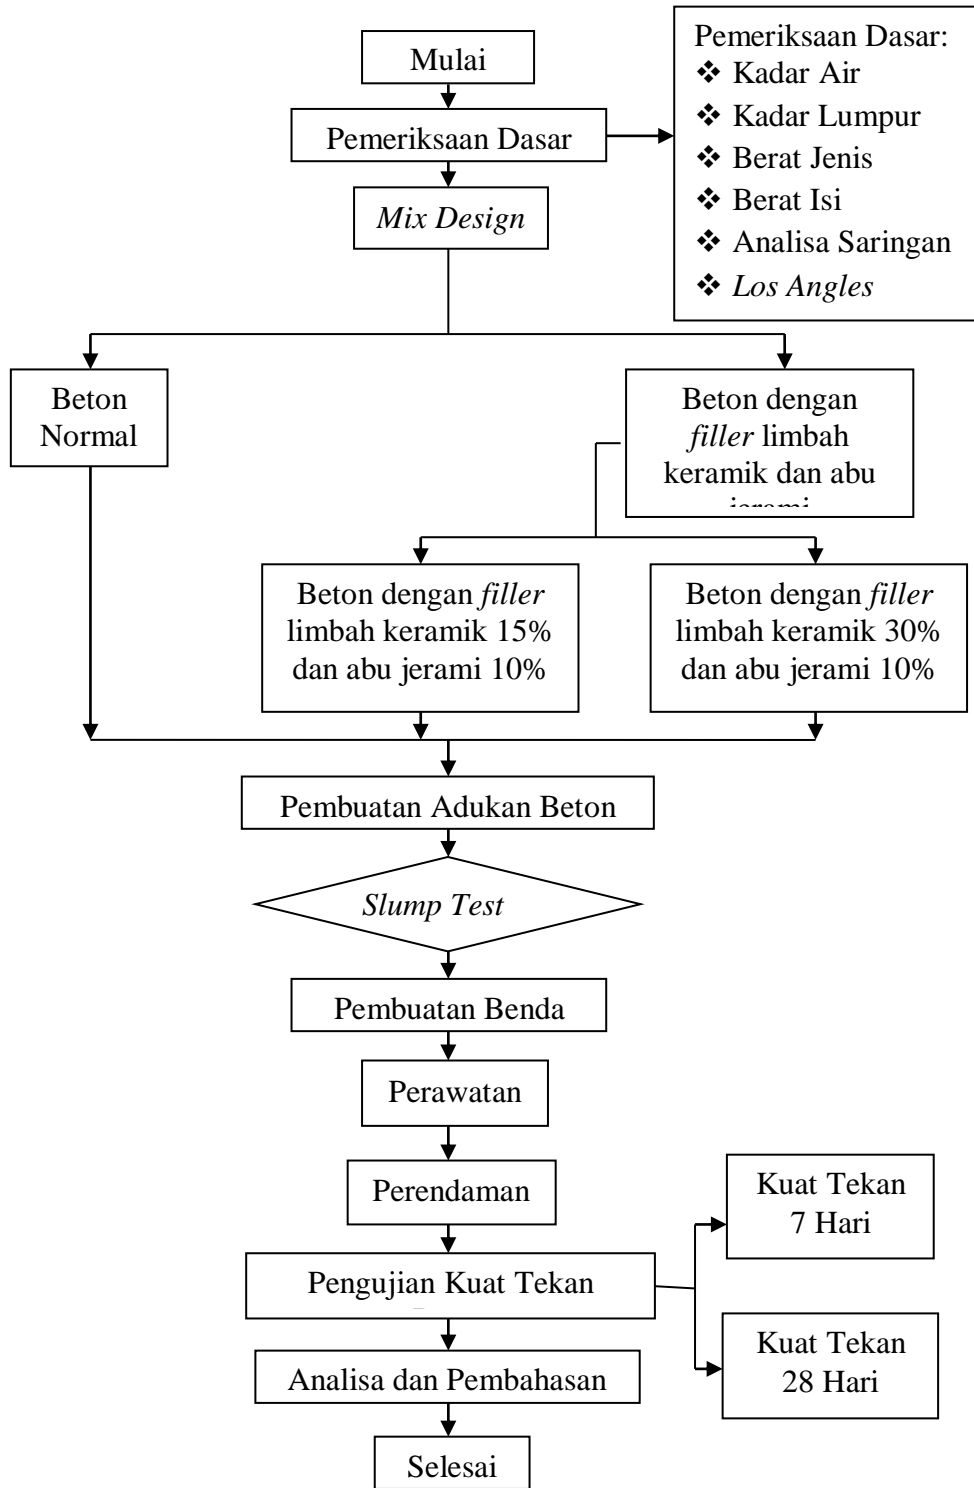 Mulai
Pemeriksaan Dasar
Pemeriksaan Dasar:
❖ Kadar Air
❖ Kadar Lumpur
❖ Berat Jenis
❖ Berat Isi
❖ Analisa Saringan
❖ Los Angles
Mix Design
Beton
Normal
Beton dengan
filler limbah
keramik dan abu
jerami
Beton dengan filler
limbah keramik 15%
dan abu jerami 10%
Beton dengan filler
limbah keramik 30%
dan abu jerami 10%
Pembuatan Adukan Beton
Slump Test
Pembuatan Benda
Perawatan
Perendaman
Pengujian Kuat Tekan
Kuat Tekan
7 Hari
Kuat Tekan
28 Hari
Analisa dan Pembahasan
Selesai